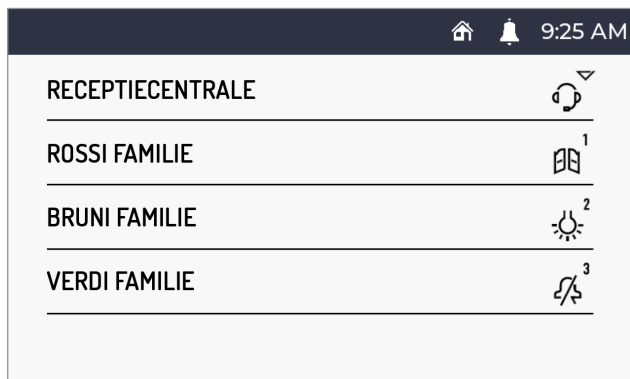 9:25 AM
RECEPTIECENTRALE
ROSSI FAMILIE 1
BRUNI FAMILIE 2
VERDI FAMILIE 3